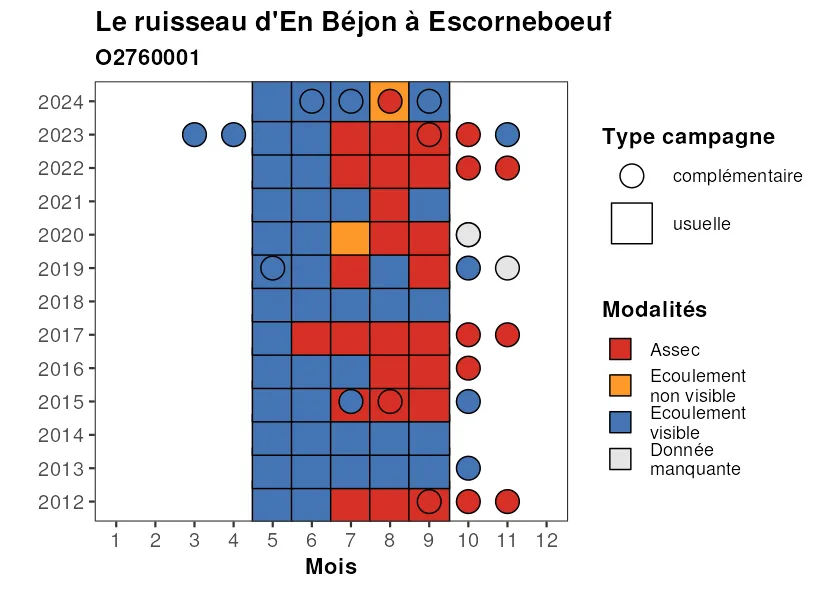 Le ruisseau d'En Béjon à Escorneboeuf
O2760001
2024
2023
2022
2021
2020
2019
2018
2017
2016
2015
2014
2013
2012
1 2 3 4 5 6 7 8 9 10 11 12
Mois
Type campagne
complémentaire
usuelle
Modalités
Assec
Ecoulement
non visible
Ecoulement
visible
Donnée
manquante